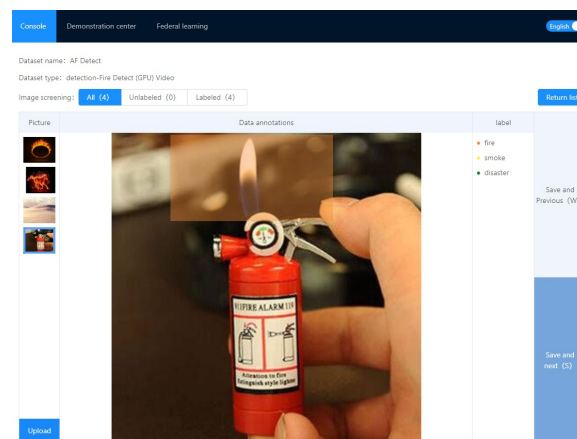 Console Demonstration center Federal learning English
Dataset name: AF Detect
Dataset type: detection-Fire Detect (GPU) Video
Image screening: All (4) Unlabeled (0) Labeled (4) Return list
Picture Data annotations label
fire
smoke
disaster
Save and
Previous (W
911FIRE ALARM 119
Attention to fire
Extinguish style lighter
Save and
next (S)
Upload